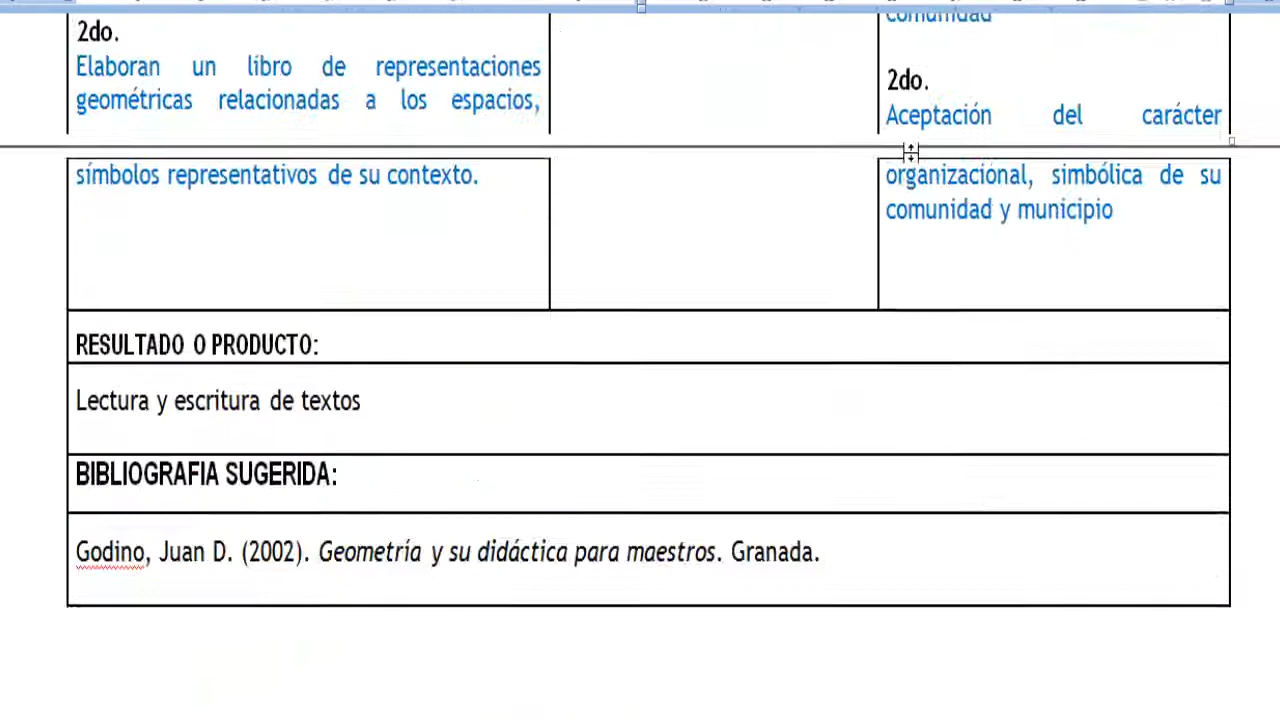 2do.
Elaboran un libro de representaciones
geométricas relacionadas a los espacios,
símbolos representativos de su contexto.
comunidad
2do.
Aceptación del carácter
organizacional, simbólica de su
comunidad y municipio
RESULTADO O PRODUCTO:
Lectura y escritura de textos
BIBLIOGRAFIA SUGERIDA:
Godino, Juan D. (2002). Geometría y su didáctica para maestros. Granada.